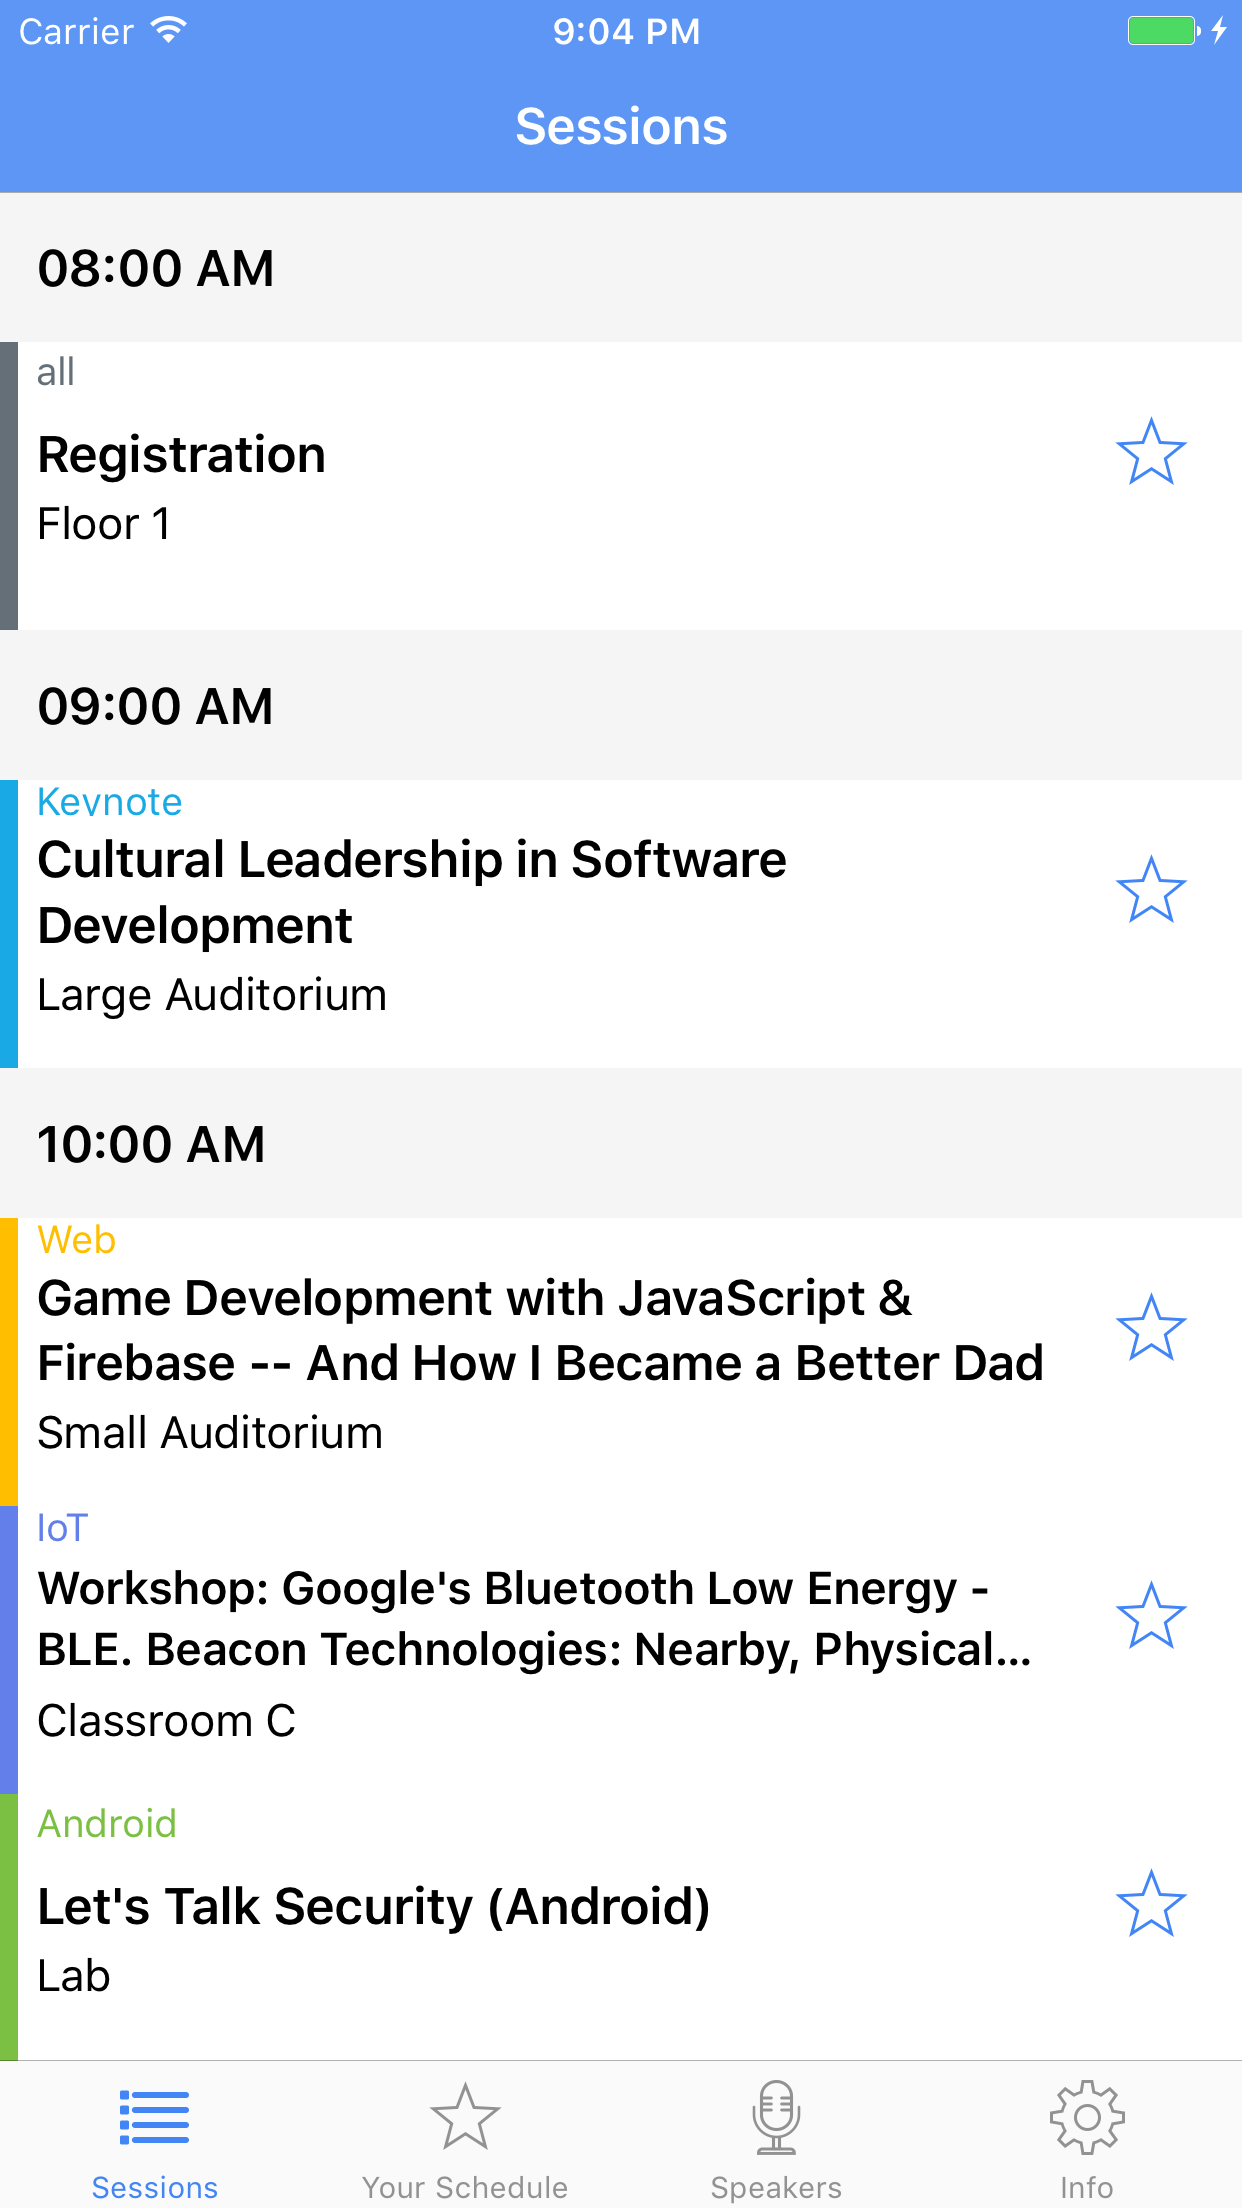 Carrier 9:04 PM
Sessions
08:00 AM
all
Registration
Floor 1
09:00 AM
Keynote
Cultural Leadership in Software
Development
Large Auditorium
10:00 AM
Web
Game Development with JavaScript &
Firebase -- And How I Became a Better Dad
Small Auditorium
IoT
Workshop: Google's Bluetooth Low Energy -
BLE. Beacon Technologies: Nearby, Physical...
Classroom C
Android
Let's Talk Security (Android)
Lab
Sessions Your Schedule Speakers Info